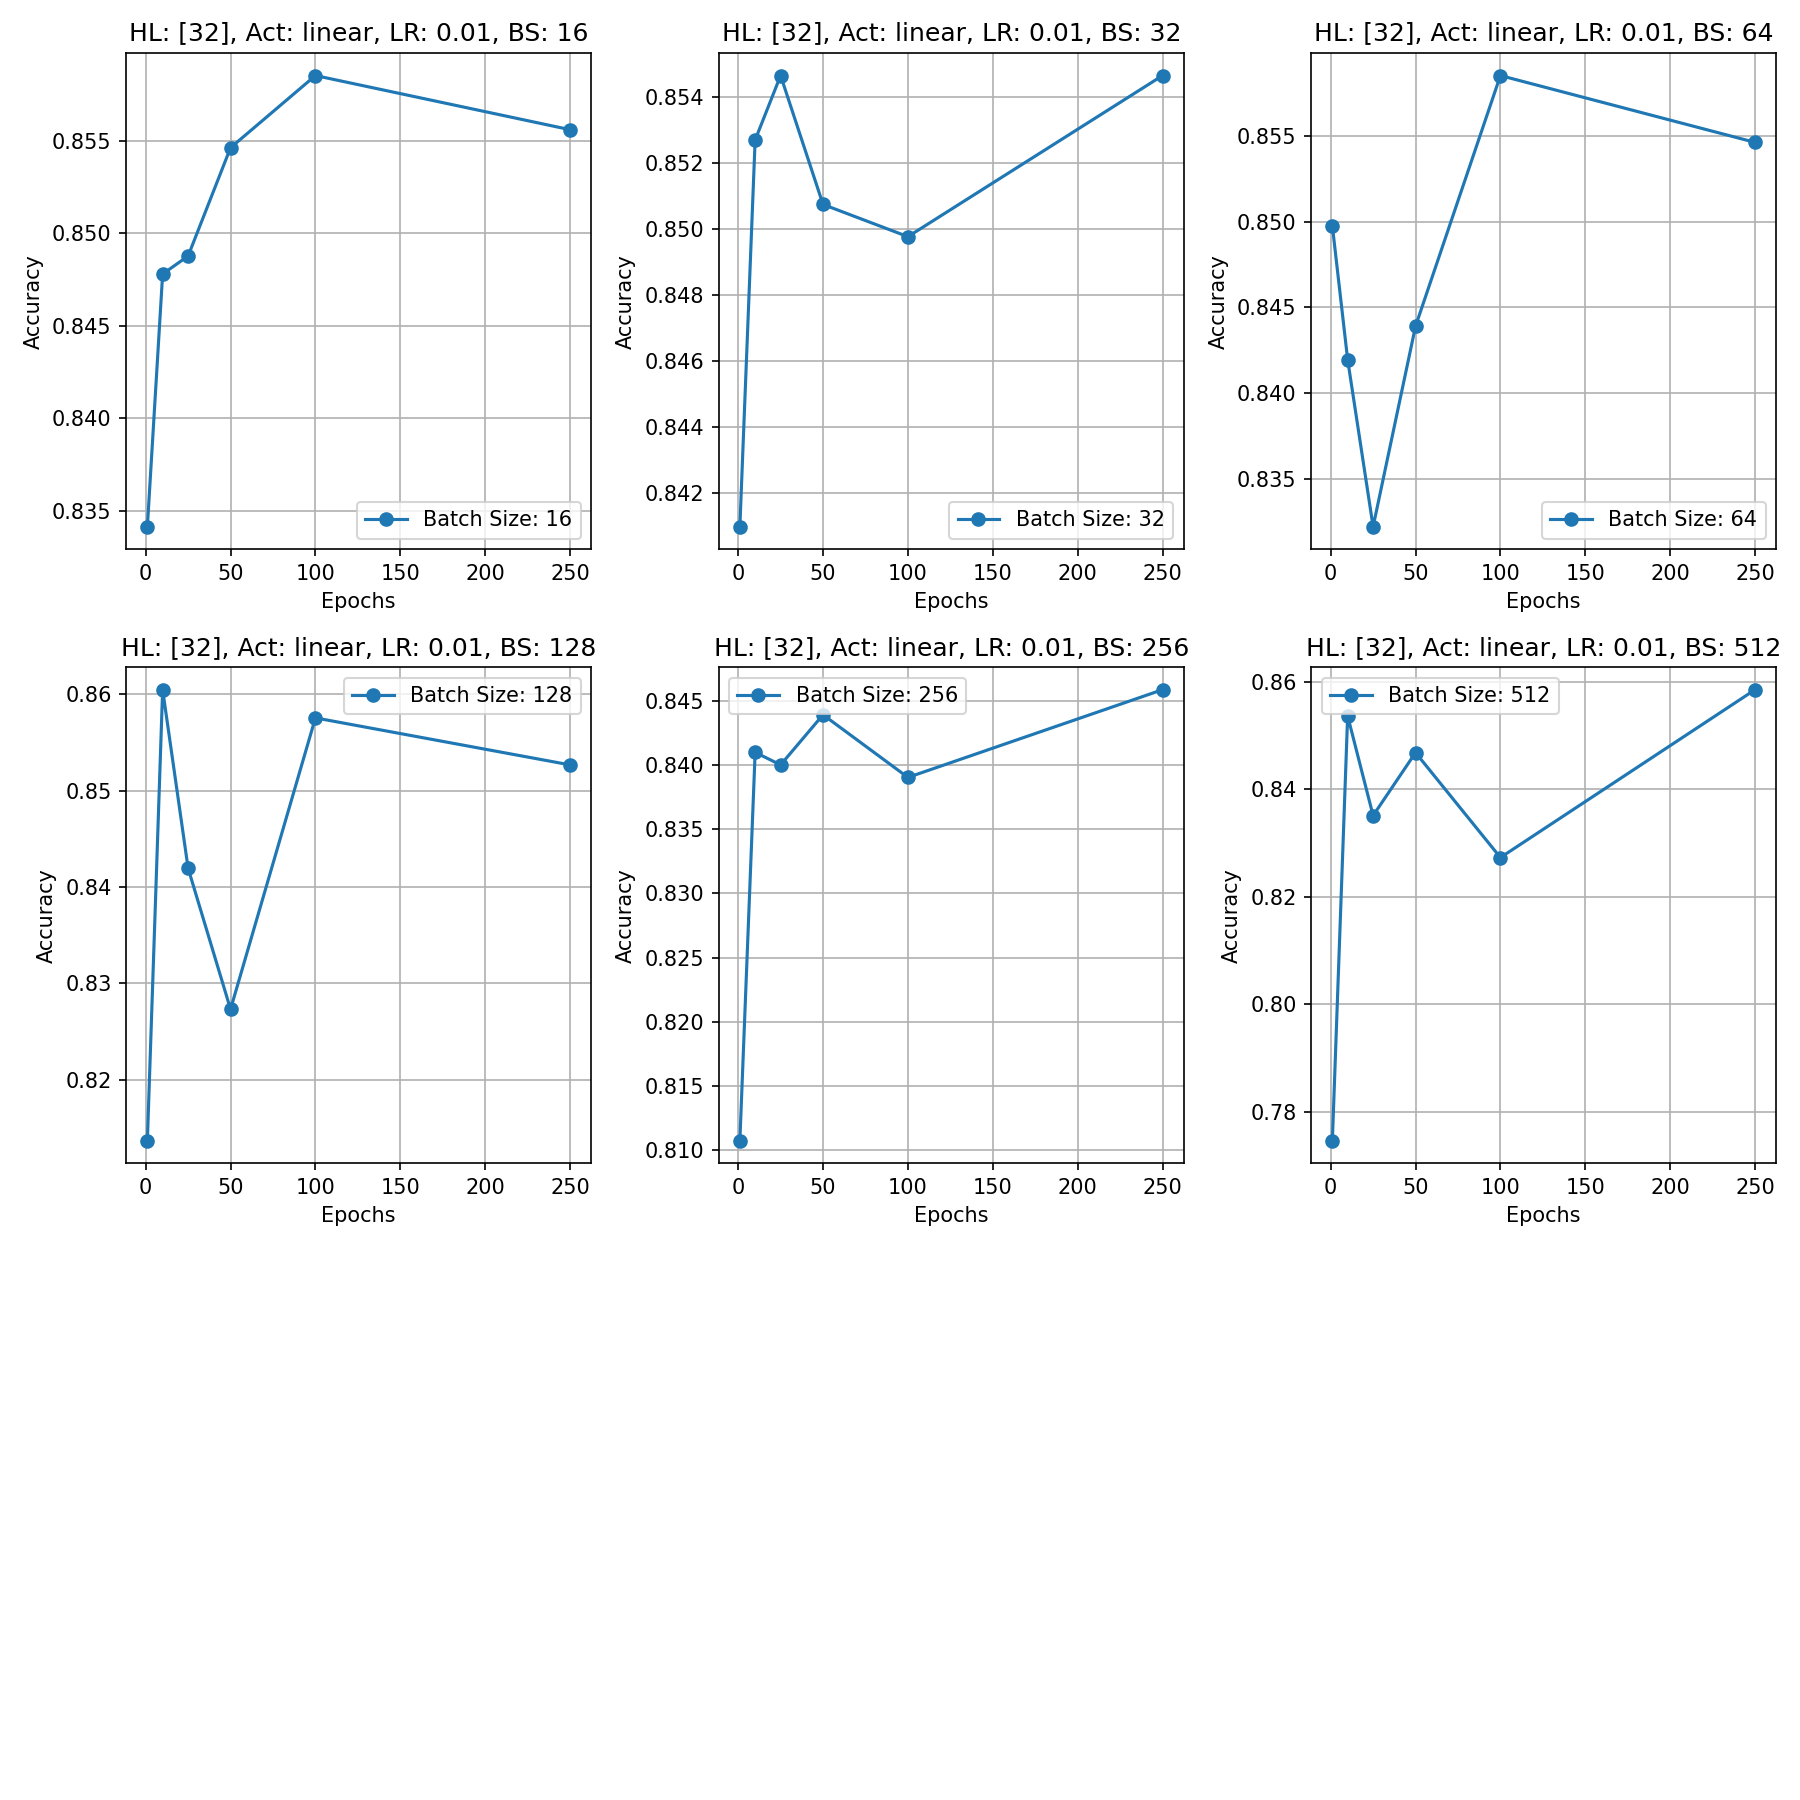 HL: [32], Act: linear, LR: 0.01, BS: 16
0.855
0.850
0.845
0.840
0.835
Accuracy
Batch Size: 16
0 50 100 150 200 250
Epochs
HL: [32], Act: linear, LR: 0.01, BS: 32
0.854
0.852
0.850
0.848
0.846
0.844
0.842
Accuracy
Batch Size: 32
0 50 100 150 200 250
Epochs
HL: [32], Act: linear, LR: 0.01, BS: 64
0.855
0.850
0.845
0.840
0.835
Accuracy
Batch Size: 64
0 50 100 150 200 250
Epochs
HL: [32], Act: linear, LR: 0.01, BS: 128
Batch Size: 128
0.86
0.85
0.84
0.83
0.82
Accuracy
0 50 100 150 200 250
Epochs
HL: [32], Act: linear, LR: 0.01, BS: 256
Batch Size: 256
0.845
0.840
0.835
0.830
0.825
0.820
0.815
0.810
Accuracy
0 50 100 150 200 250
Epochs
HL: [32], Act: linear, LR: 0.01, BS: 512
Batch Size: 512
0.86
0.84
0.82
0.80
0.78
Accuracy
0 50 100 150 200 250
Epochs